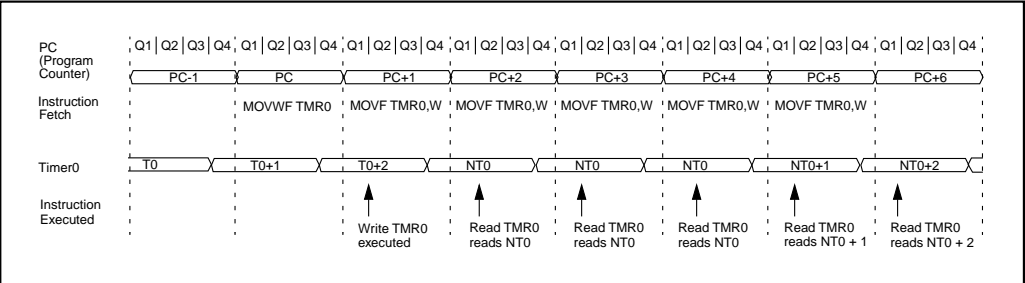 PC
(Program
Counter)
Q1 Q2 Q3 Q4 Q1 Q2 Q3 Q4 Q1 Q2 Q3 Q4 Q1 Q2 Q3 Q4 Q1 Q2 Q3 Q4 Q1 Q2 Q3 Q4 Q1 Q2 Q3 Q4 Q1 Q2 Q3 Q4
PC-1 PC PC+1 PC+2 PC+3 PC+4 PC+5 PC+6
Instruction
Fetch
MOVWF TMR0 MOVF TMR0,W MOVF TMR0,W MOVF TMR0,W MOVF TMR0,W MOVF TMR0,W
Timer0
T0 T0+1 T0+2 NT0 NT0 NT0 NT0+1 NT0+2
Instruction
Executed
Write TMR0
executed
Read TMR0
reads NT0
Read TMR0
reads NT0
Read TMR0
reads NT0
Read TMR0
reads NT0 + 1
Read TMR0
reads NT0 + 2